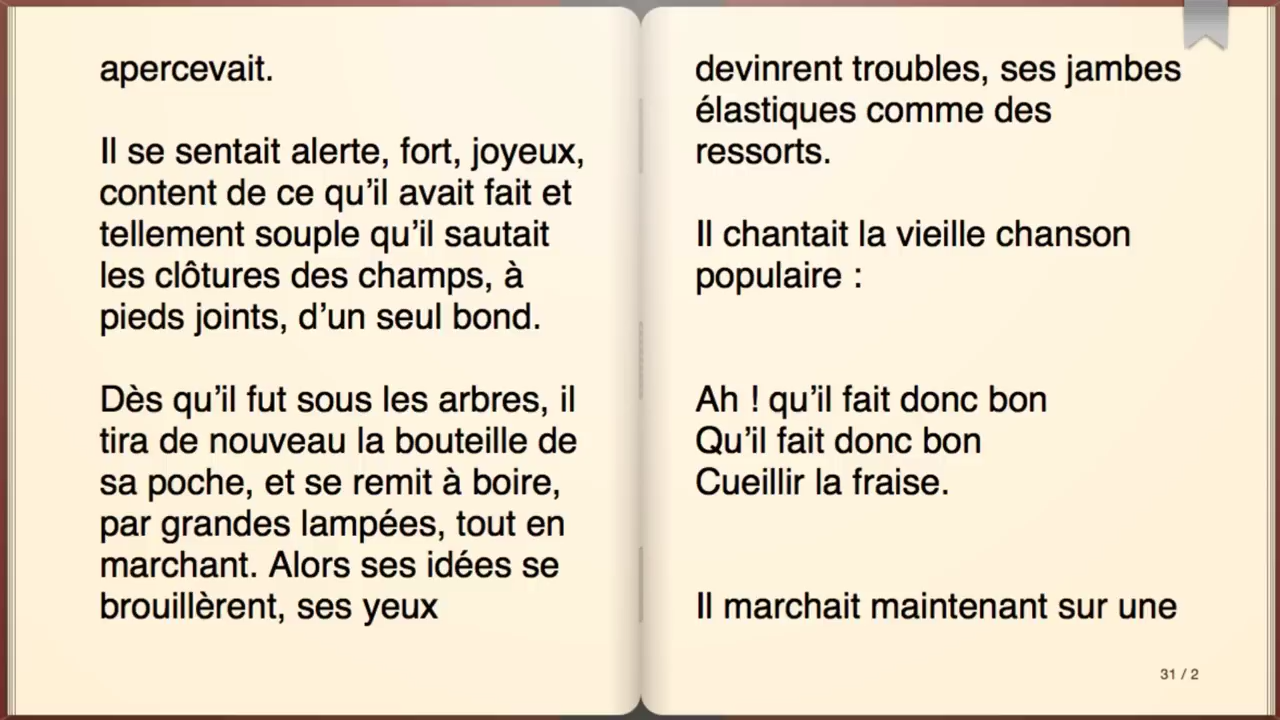 apercevait.
Il se sentait alerte, fort, joyeux,
content de ce qu’il avait fait et
tellement souple qu’il sautait
les clôtures des champs, à
pieds joints, d’un seul bond.
Dès qu’il fut sous les arbres, il
tira de nouveau la bouteille de
sa poche, et se remit à boire,
par grandes lampées, tout en
marchant. Alors ses idées se
brouillèrent, ses yeux
devinrent troubles, ses jambes
élastiques comme des
ressorts.
Il chantait la vieille chanson
populaire :
Ah ! qu’il fait donc bon
Qu’il fait donc bon
Cueillir la fraise.
Il marchait maintenant sur une
31 / 2